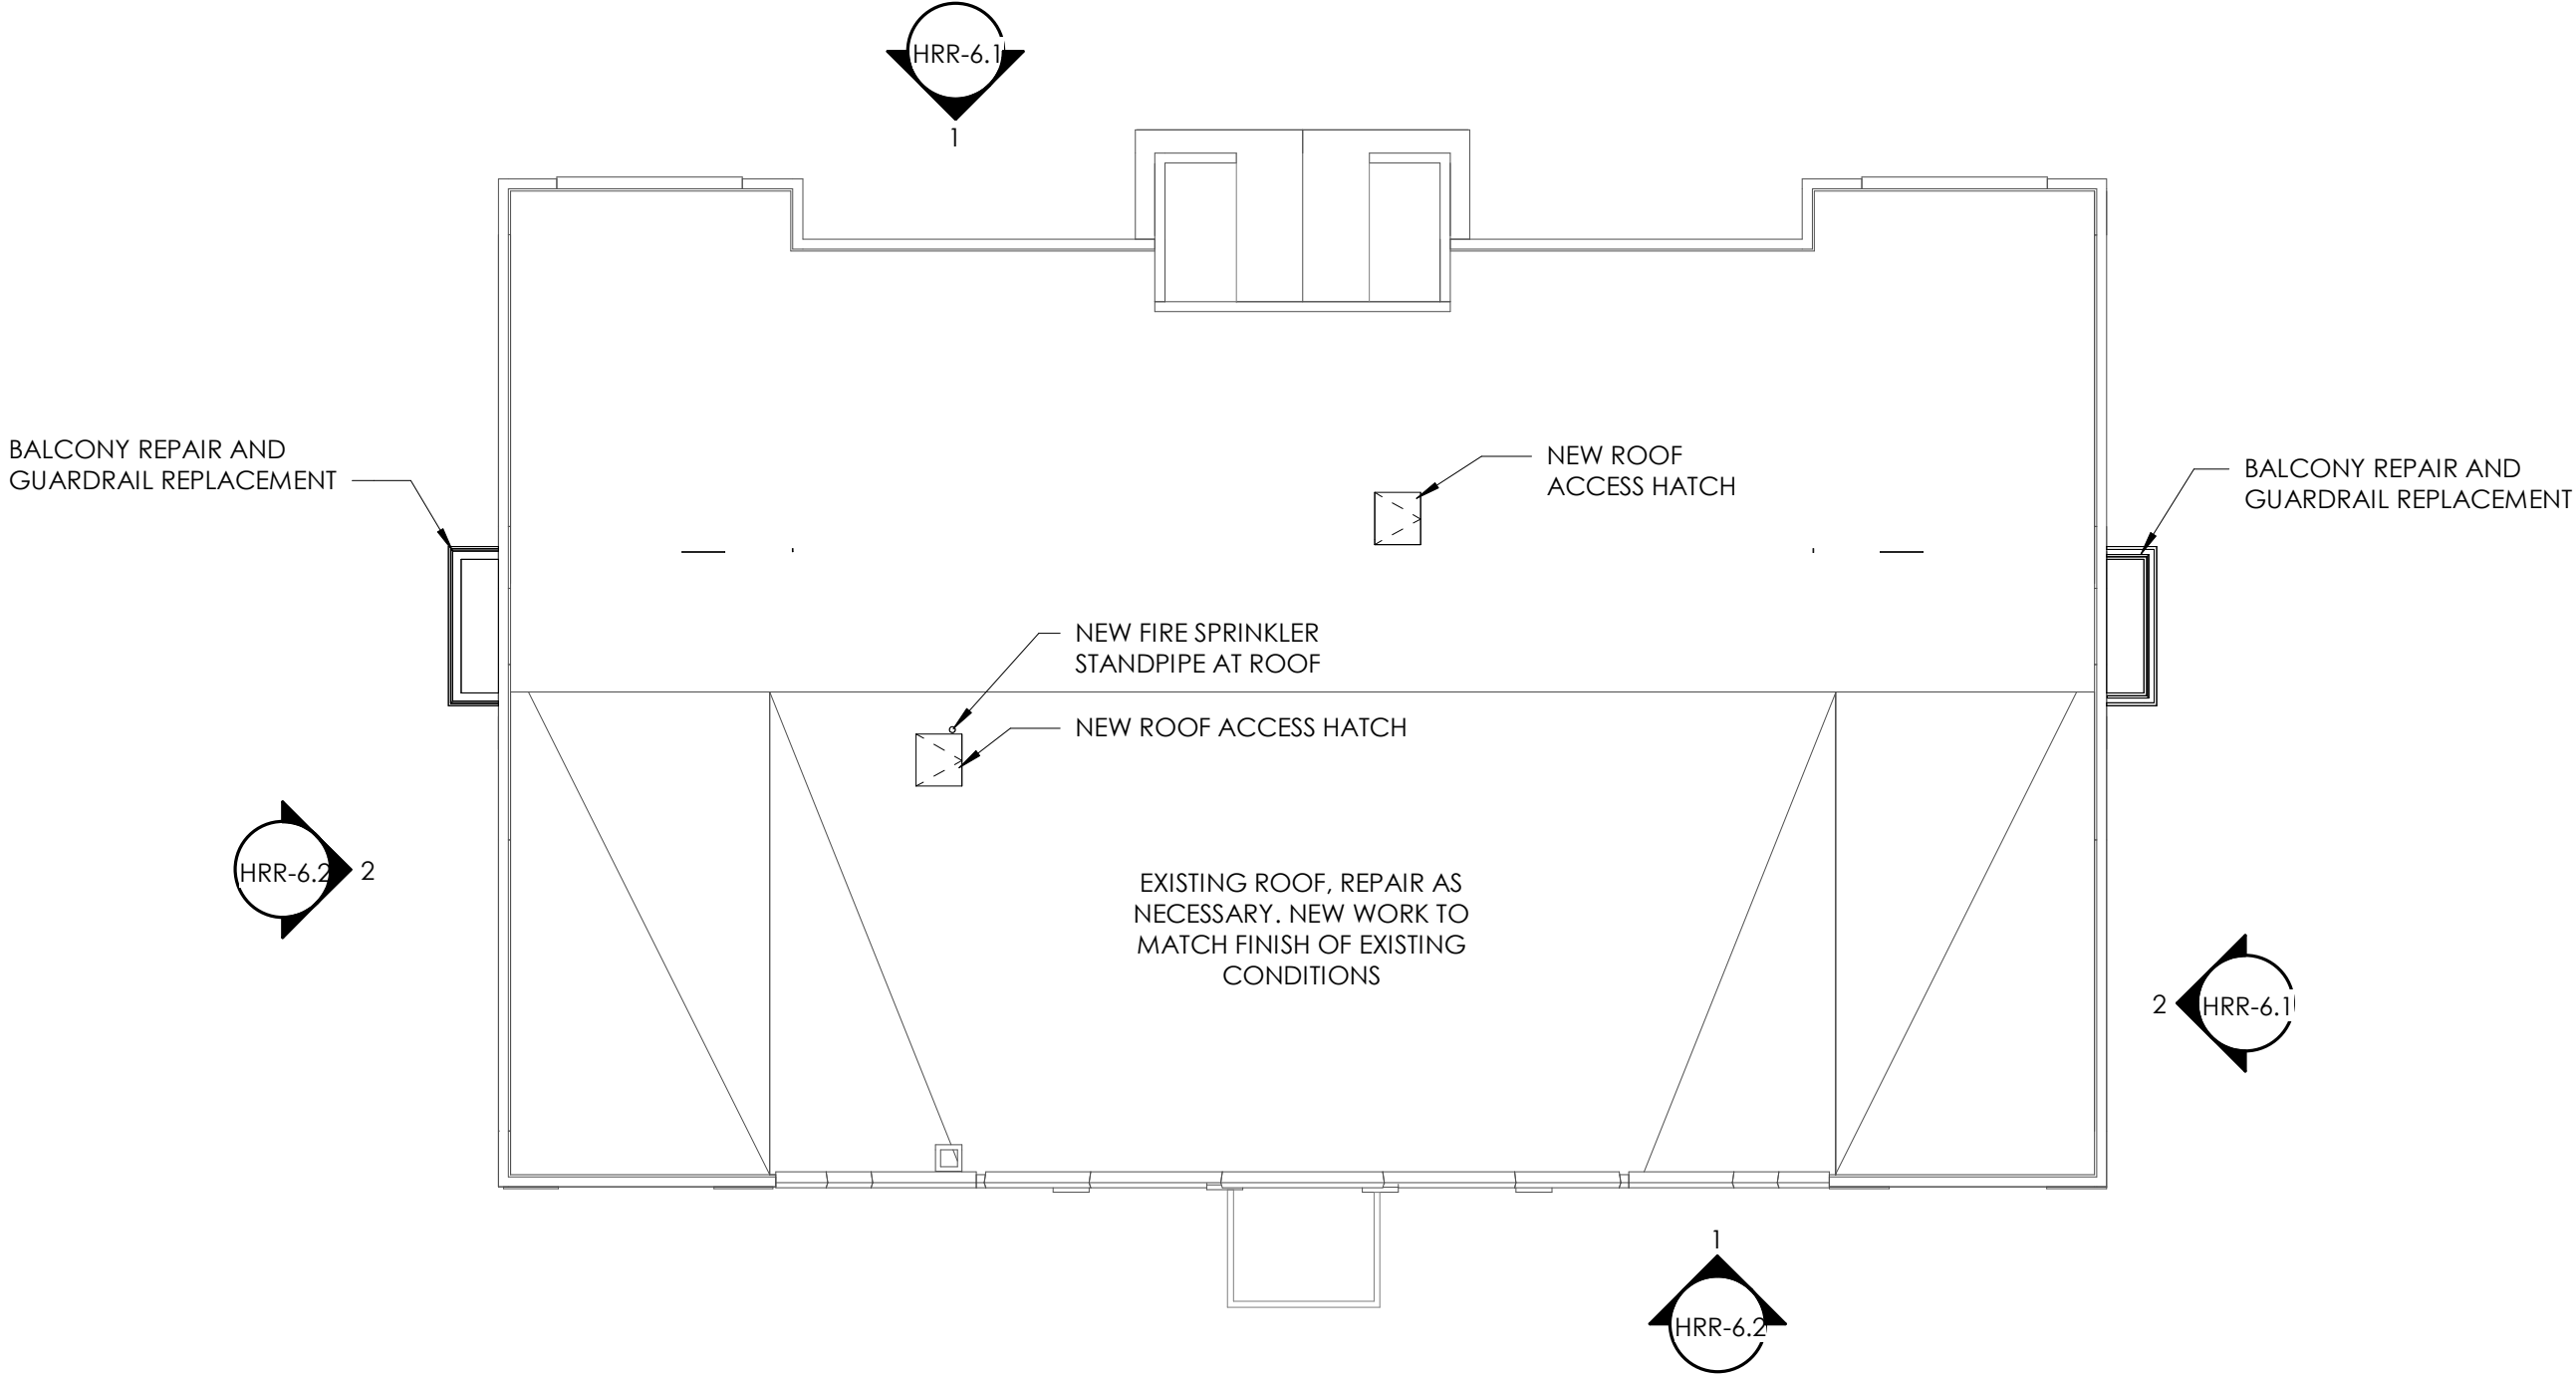 HRR-6.1
1
BALCONY REPAIR AND
GUARDRAIL REPLACEMENT
NEW ROOF
ACCESS HATCH
BALCONY REPAIR AND
GUARDRAIL REPLACEMENT
NEW FIRE SPRINKLER
STANDPIPE AT ROOF
NEW ROOF ACCESS HATCH
HRR-6.2
2
EXISTING ROOF, REPAIR AS
NECESSARY. NEW WORK TO
MATCH FINISH OF EXISTING
CONDITIONS
2
HRR-6.1
1
HRR-6.2